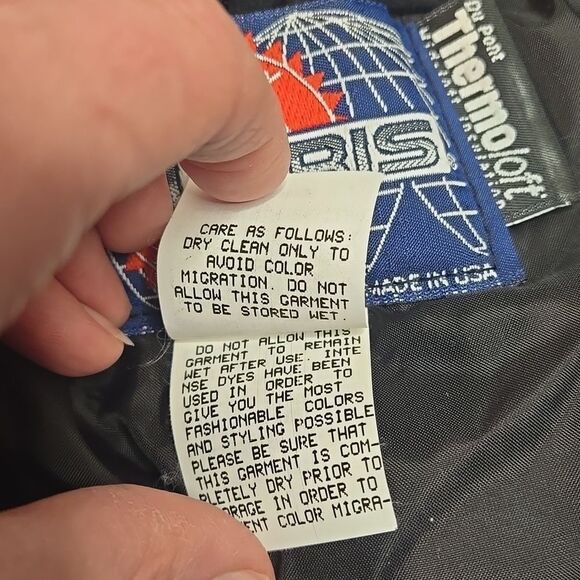 Du Pont
Thermoloft
RBIS
MADE IN USA
CARE AS FOLLOWS:
DRY CLEAN ONLY TO
AVOID COLOR
MIGRATION. DO NOT
ALLOW THIS GARMENT
TO BE STORED WET.
DO NOT ALLOW THIS
GARMENT TO REMAIN
WET AFTER USE. INTE
NSE DYES HAVE BEEN
USED IN ORDER TO
GIVE YOU THE MOST
FASHIONABLE COLORS
AND STYLING POSSIBLE
PLEASE BE SURE THAT
THIS GARMENT IS COM-
PLETELY DRY PRIOR TO
ORAGE IN ORDER TO
ENT COLOR MIGRA-